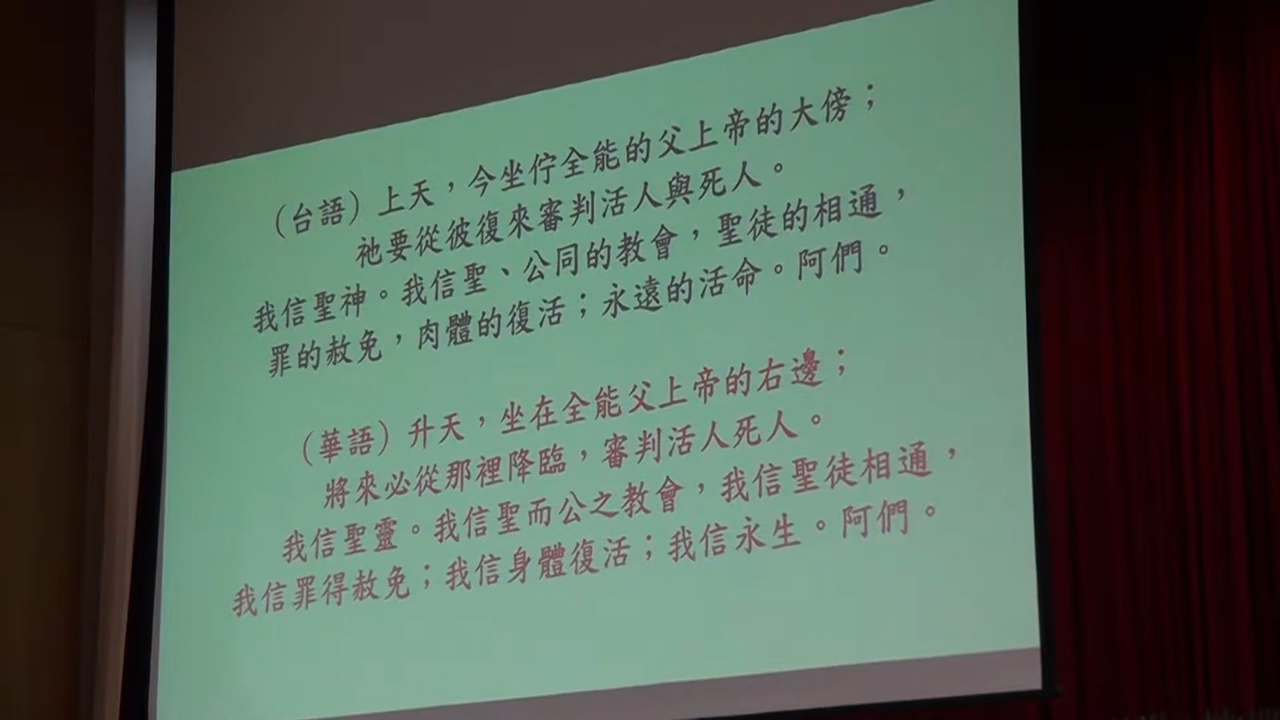 (台語)上天,今坐佇全能的父上帝的大傍;
祂要從彼復來審判活人與死人。
我信聖神。我信聖、公同的教會,聖徒的相通,
罪的赦免,肉體的復活;永遠的活命。阿們。
(華語)升天,坐在全能父上帝的右邊;
將來必從那裡降臨,審判活人死人。
我信聖靈。我信聖而公之教會,我信聖徒相通,
我信罪得赦免;我信身體復活;我信永生。阿們。